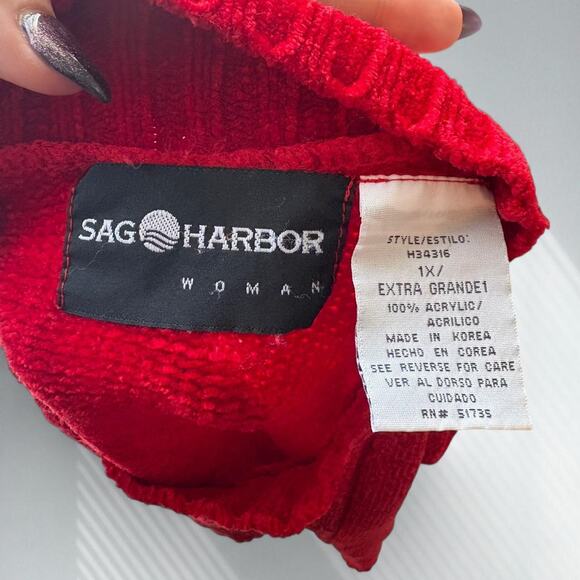 SAG HARBOR
WOMAN
STYLE/ESTILO:
H34316
1X/
EXTRA GRANDE1
100% ACRYLIC/
ACRILICO
MADE IN KOREA
HECHO EN COREA
SEE REVERSE FOR CARE
VER AL DORSO PARA
CUIDADO
RN# 51735